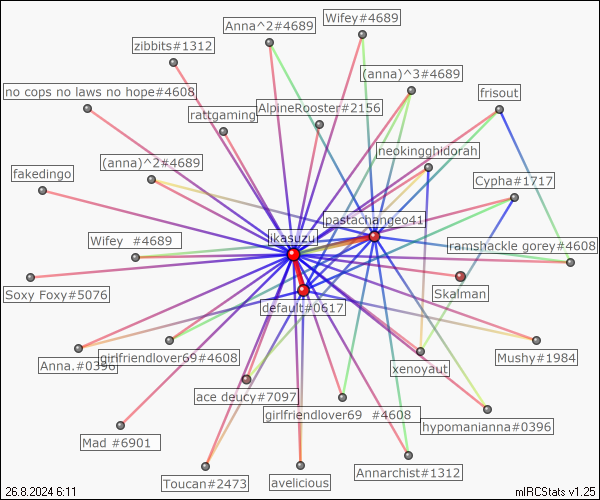 Wifey#4689
Anna^2#4689
zibbits#1312
(anna)^3#4689
no cops no laws no hope#4608
frisout
AlpineRooster#2156
rattgaming
neokingghidorah
(anna)^2#4689
fakedingo
Cypha#1717
pastachangeo41
jkasuzu
Wifey  #4689
ramshackle gorey#4608
Soxy Foxy#5076
Skalman
default#0617
girlfriendlover69#4608
Anna.#0396
Mushy#1984
xenoyaut
ace deucy#7097
girlfriendlover69  #4608
hypomanianna#0396
Mad #6901
Annarchist#1312
Toucan#2473
avelicious
26.8.2024 6:11
mIRCStats v1.25